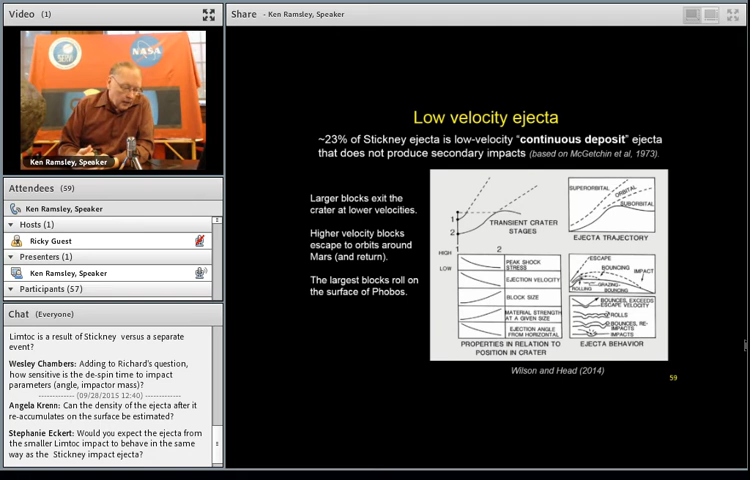 Video (1)
SERVI
NASA
Ken Ramsley, Speaker
Attendees (59)
Ken Ramsley, Speaker
Hosts (1)
Ricky Guest
Presenters (1)
Ken Ramsley, Speaker
Participants (57)
Chat (Everyone)
Limtoc is a result of Stickney versus a separate
event?
Wesley Chambers: Adding to Richard's question,
how sensitive is the de-spin time to impact
parameters (angle, impactor mass)?
(09/28/2015 12:40)
Angela Krenn: Can the density of the ejecta after it
re-accumulates on the surface be estimated?
Stephanie Eckert: Would you expect the ejecta from
the smaller Limtoc impact to behave in the same
way as the Stickney impact ejecta?
Share - Ken Ramsley, Speaker
Low velocity ejecta
~23% of Stickney ejecta is low-velocity "continuous deposit" ejecta
that does not produce secondary impacts (based on McGetchin et al, 1973).
Larger blocks exit the
crater at lower velocities.
Higher velocity blocks
escape to orbits around
Mars (and return).
The largest blocks roll on
the surface of Phobos.
1
2
1
2
TRANSIENT CRATER
STAGES
HIGH
LOW
PEAK SHOCK
STRESS
EJECTION VELOCITY
BLOCK SIZE
MATERIAL STRENGTH
AT A GIVEN SIZE
EJECTION ANGLE
FROM HORIZONTAL
PROPERTIES IN RELATION TO
POSITION IN CRATER
SUPERORBITAL
ORBITAL
SUBORBITAL
EJECTA TRAJECTORY
ESCAPE
BOUNCING
IMPACT
ROLLING
GRAZING-
BOUNCING
BOUNCES, EXCEEDS
ESCAPE VELOCITY
ROLLS
BOUNCES, RE-
IMPACTS
IMPACTS
EJECTA BEHAVIOR
Wilson and Head (2014)
59